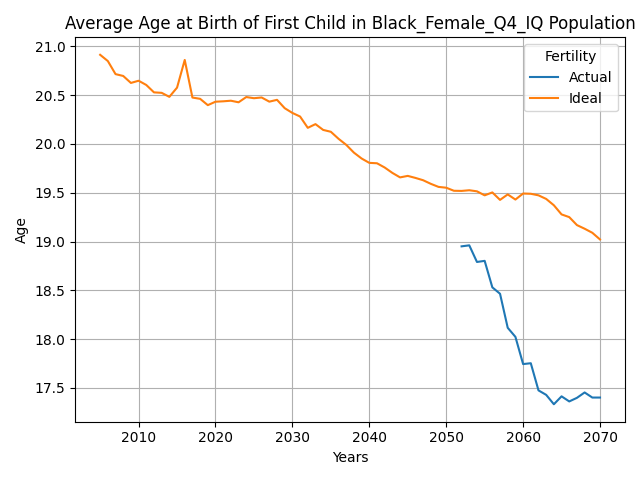 Average Age at Birth of First Child in Black_Female_Q4_IQ Population
Fertility
Actual
Ideal
Age
21.0
20.5
20.0
19.5
19.0
18.5
18.0
17.5
2010 2020 2030 2040 2050 2060 2070
Years